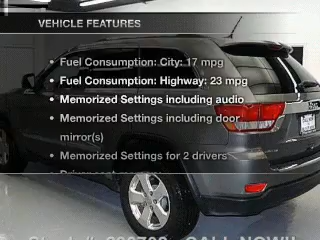 VEHICLE FEATURES
• Fuel Consumption: City: 17 mpg
• Fuel Consumption: Highway: 23 mpg
• Memorized Settings including audio
• Memorized Settings including door
mirror(s)
• Memorized Settings for 2 drivers
CALL NOW!!